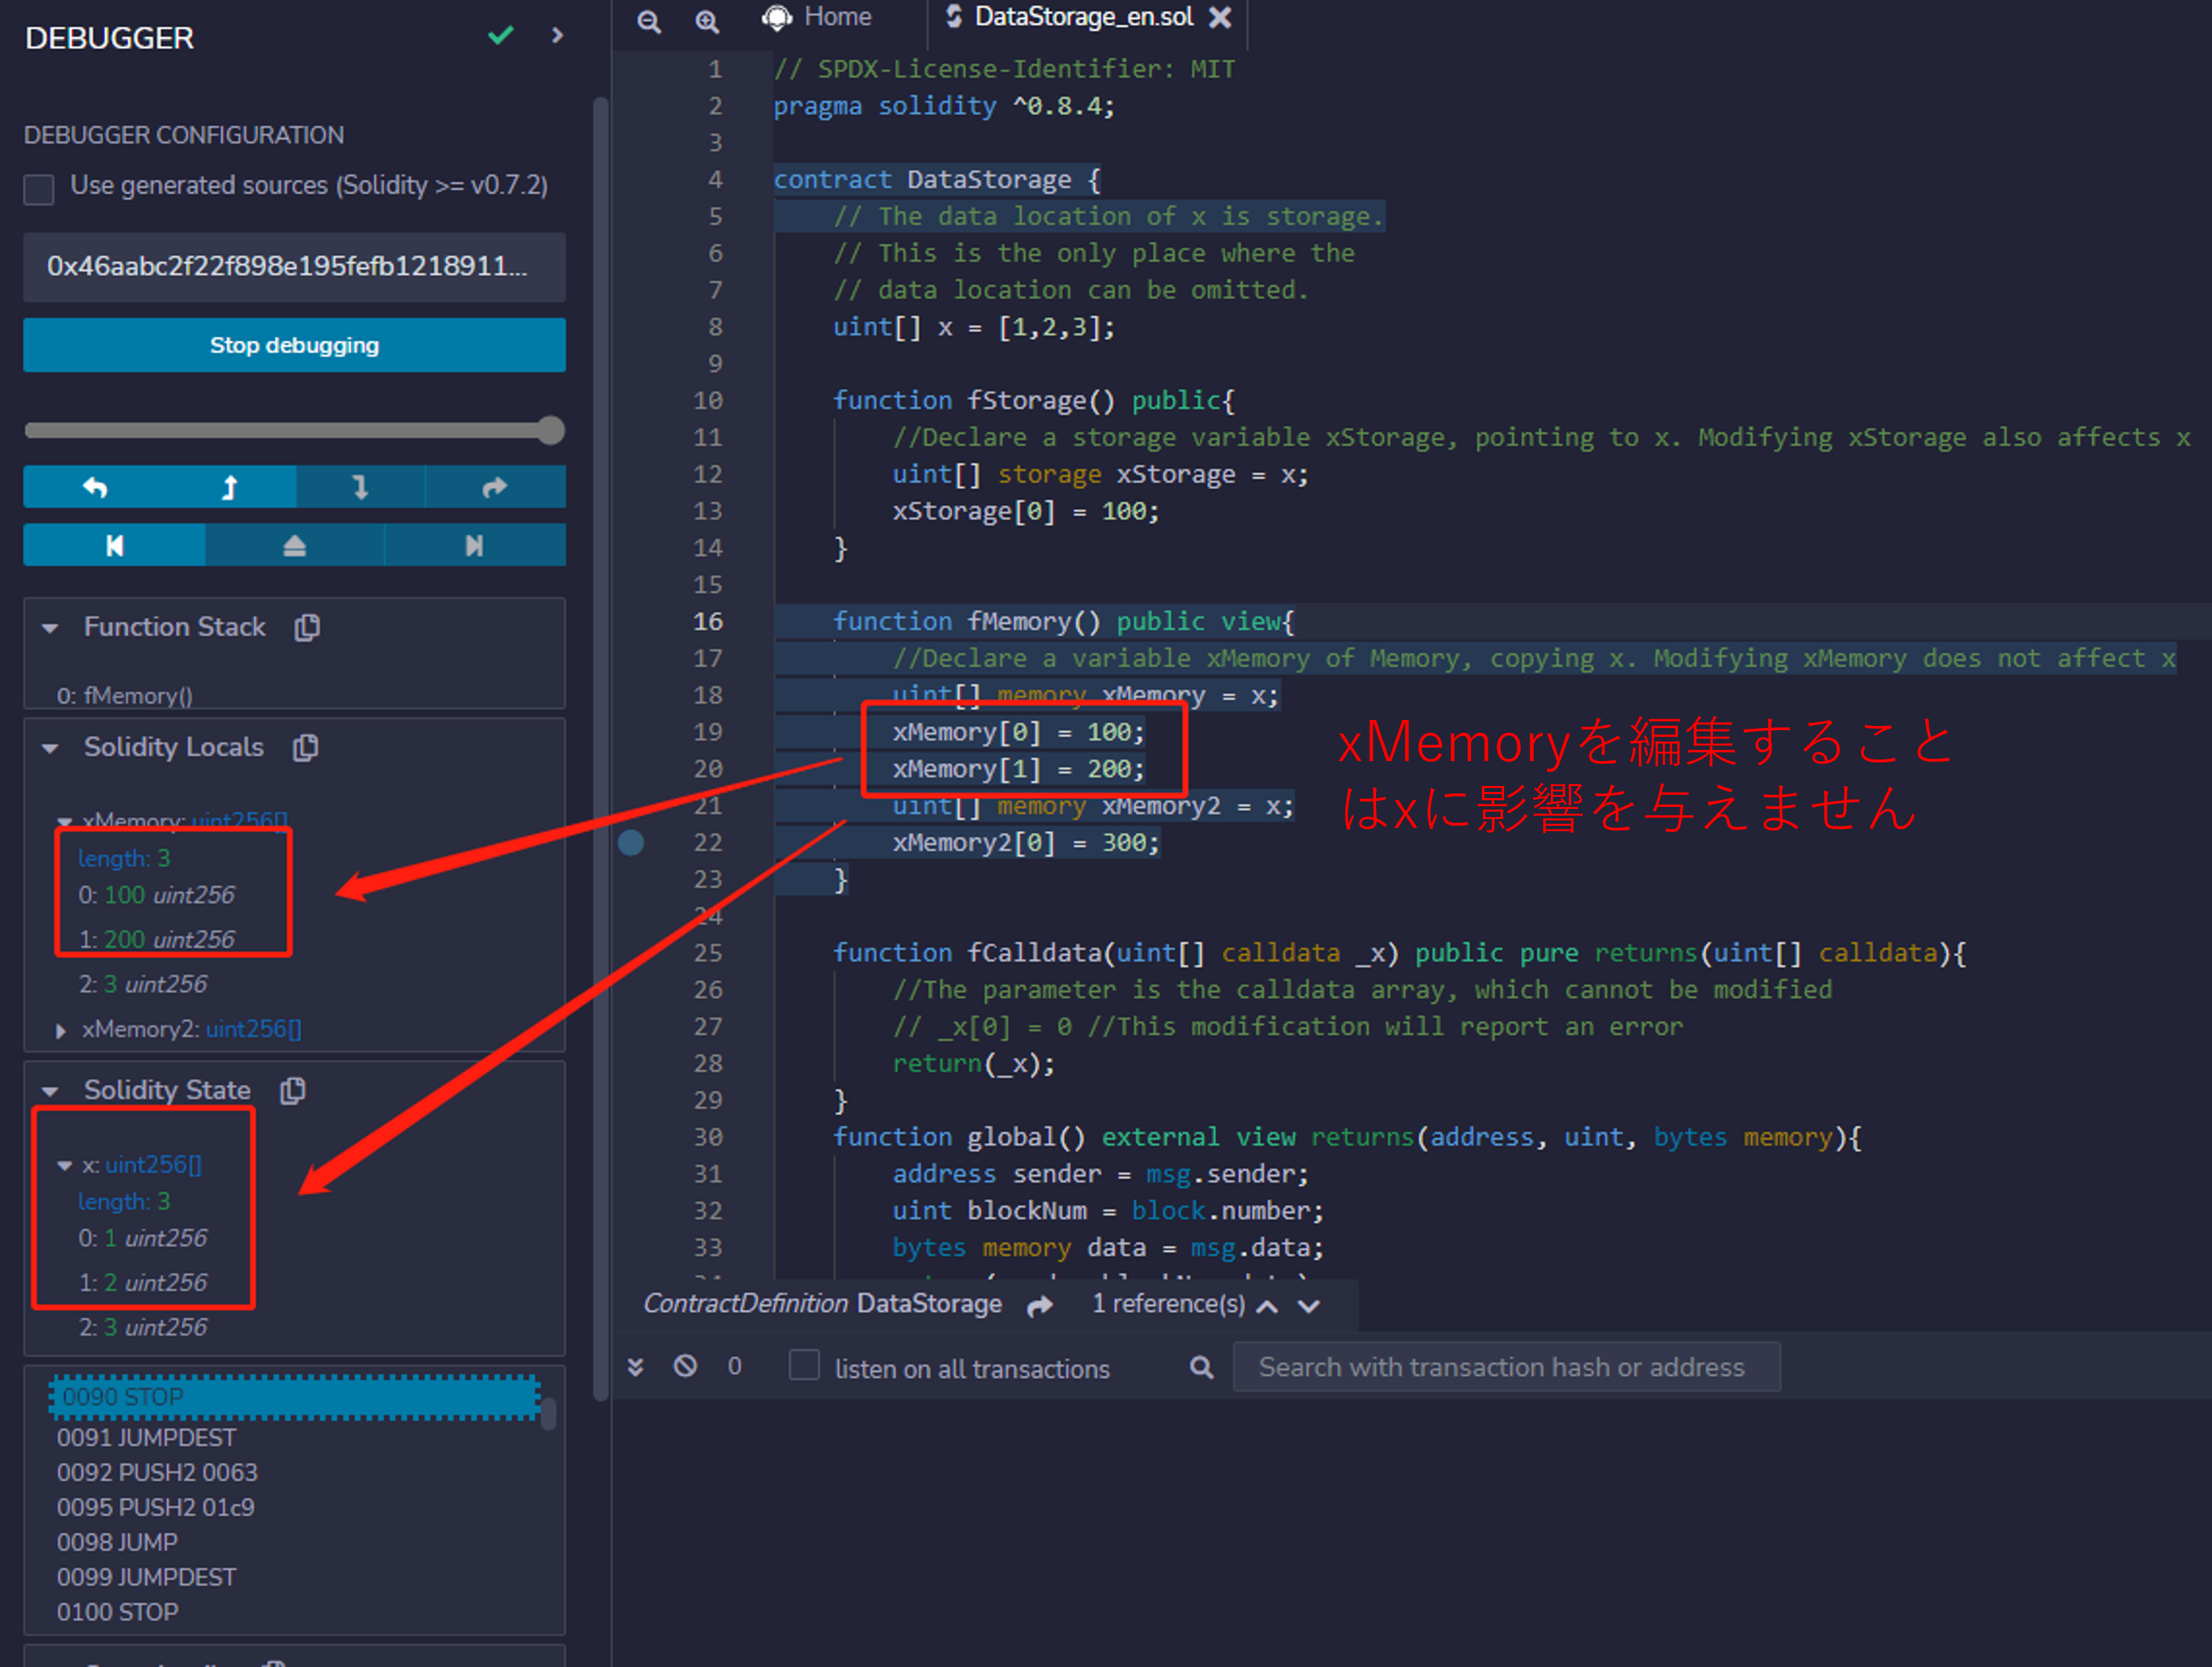 DEBUGGER
DEBUGGER CONFIGURATION
Use generated sources (Solidity >= v0.7.2)
0x46aabc2f22f898e195fefb1218911...
Stop debugging
Function Stack
0: fMemory()
Solidity Locals
xMemory: uint256[]
length: 3
0: 100 uint256
1: 200 uint256
2: 3 uint256
xMemory2: uint256[]
Solidity State
x: uint256[]
length: 3
0: 1 uint256
1: 2 uint256
2: 3 uint256
0090 STOP
0091 JUMPDEST
0092 PUSH2 0063
0095 PUSH2 01c9
0098 JUMP
0099 JUMPDEST
0100 STOP
Home
DataStorage_en.sol
1 // SPDX-License-Identifier: MIT
2 pragma solidity ^0.8.4;
3
4 contract DataStorage {
5 // The data location of x is storage.
6 // This is the only place where the
7 // data location can be omitted.
8 uint[] x = [1,2,3];
9
10 function fStorage() public{
11 //Declare a storage variable xStorage, pointing to x. Modifying xStorage also affects x
12 uint[] storage xStorage = x;
13 xStorage[0] = 100;
14 }
15
16 function fMemory() public view{
17 //Declare a variable xMemory of Memory, copying x. Modifying xMemory does not affect x
18 uint[] memory xMemory = x;
19 xMemory[0] = 100;
20 xMemory[1] = 200;
21 uint[] memory xMemory2 = x;
22 xMemory2[0] = 300;
23 }
24
25 function fCalldata(uint[] calldata _x) public pure returns(uint[] calldata){
26 //The parameter is the calldata array, which cannot be modified
27 // _x[0] = 0 //This modification will report an error
28 return(_x);
29 }
30 function global() external view returns(address, uint, bytes memory){
31 address sender = msg.sender;
32 uint blockNum = block.number;
33 bytes memory data = msg.data;
xMemoryを編集すること
はxに影響を与えません
ContractDefinition DataStorage 1 reference(s)
0 listen on all transactions Search with transaction hash or address